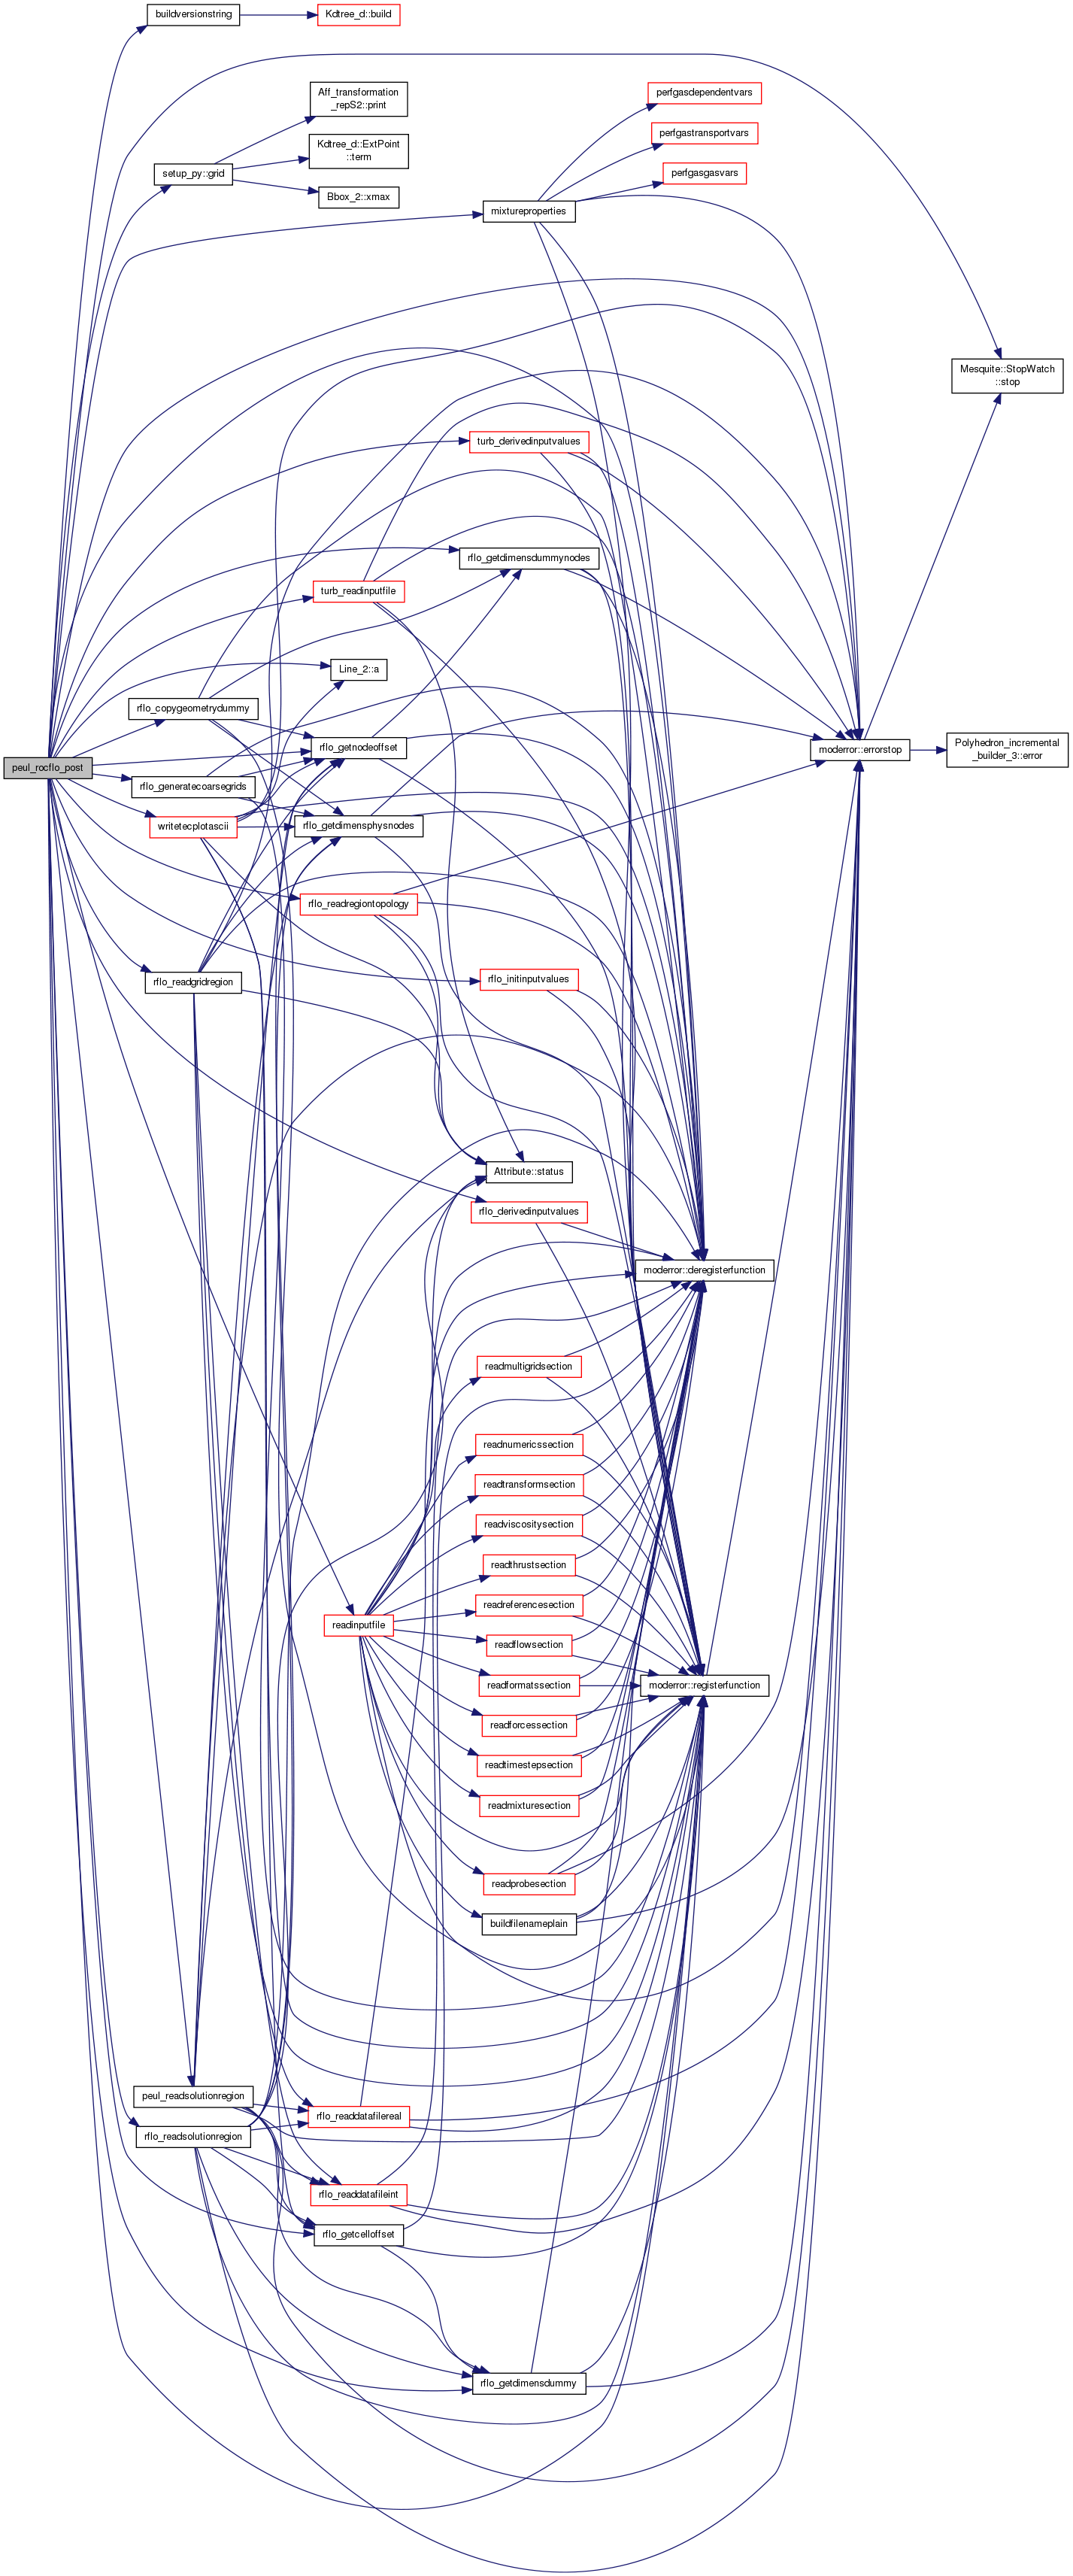 buildversionstring
Kdtree_d::build
Aff_transformation
_repS2::print
perfgasdependentvars
perfgastransportvars
Kdtree_d::ExtPoint
::term
setup_py::grid
perfgasgasvars
Bbox_2::xmax
mixtureproperties
Mesquite::StopWatch
::stop
turb_derivedinputvalues
rflo_getdimensdummynodes
turb_readinputfile
Line_2::a
rflo_copygeometrydummy
rflo_getnodeoffset
moderror::errorstop
Polyhedron_incremental
_builder_3::error
peul_rocflo_post
rflo_generatecoarsegrids
writetecplotascii
rflo_getdimensphysnodes
rflo_readregiontopology
rflo_readgridregion
rflo_initinputvalues
Attribute::status
rflo_derivedinputvalues
moderror::deregisterfunction
readmultigridsection
readnumericssection
readtransformsection
readviscositysection
readthrustsection
readreferencesection
readinputfile
readflowsection
readformatssection
moderror::registerfunction
readforcessection
readtimestepsection
readmixturesection
readprobesection
buildfilenameplain
peul_readsolutionregion
rflo_readdatafilereal
rflo_readsolutionregion
rflo_readdatafileint
rflo_getcelloffset
rflo_getdimensdummy